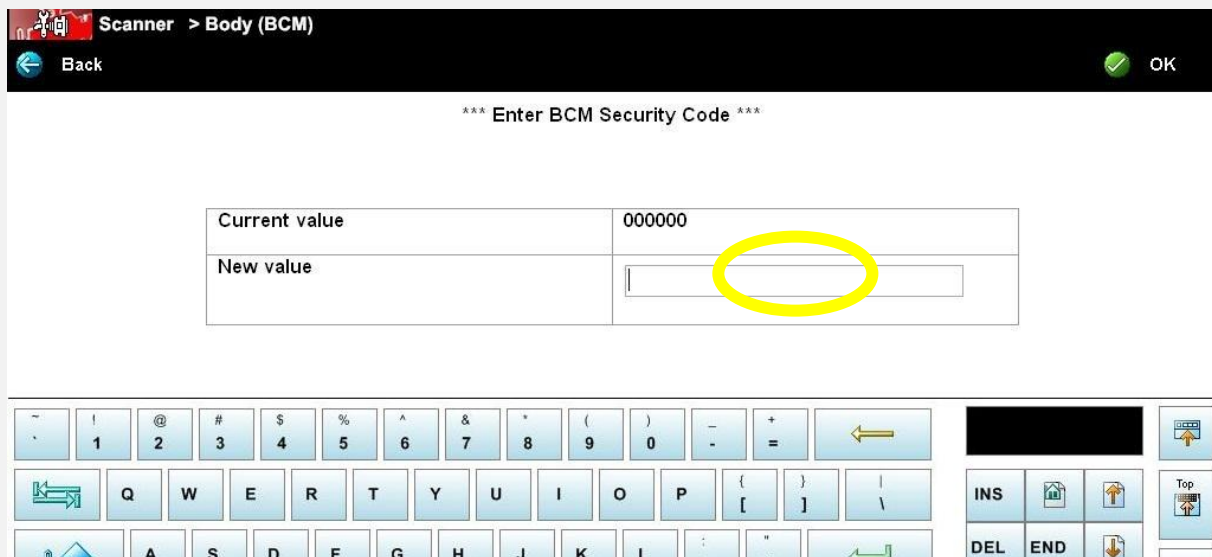 Scanner > Body (BCM)
Back
OK
*** Enter BCM Security Code ***
Current value 000000
New value
~ ! @ # $ % ^ & * ( ) _ +
` 1 2 3 4 5 6 7 8 9 0 - =
{ } |
Q W E R T Y U I O P [ ] \
INS
Top
: "
A S D F G H J K L
DEL END